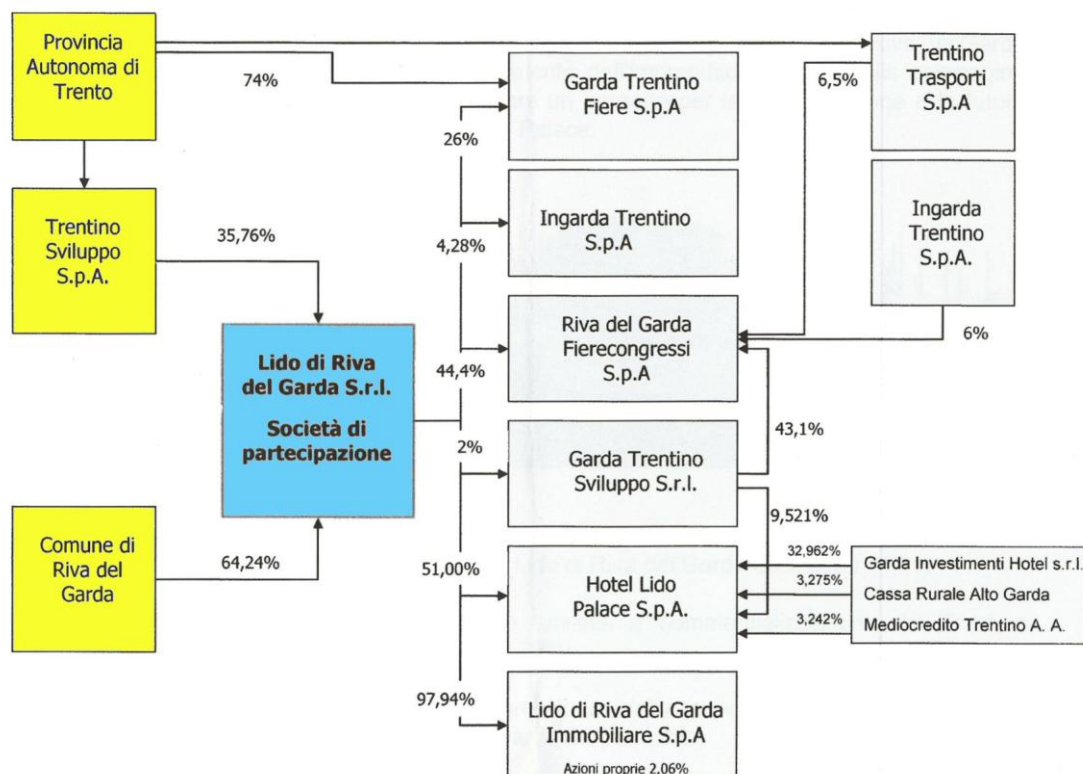 Provincia
Autonoma di
Trento
74%
Garda Trentino
Fiere S.p.A
6,5%
Trentino
Trasporti
S.p.A
26%
Trentino
Sviluppo
S.p.A.
35,76%
Ingarda Trentino
S.p.A
4,28%
Ingarda
Trentino
S.p.A.
Lido di Riva
del Garda S.r.l.
Società di
partecipazione
Riva del Garda
Fierecongressi
S.p.A
44,4%
6%
2%
Garda Trentino
Sviluppo S.r.l.
43,1%
9,521%
Comune di
Riva del
Garda
64,24%
51,00%
Hotel Lido
Palace S.p.A.
32,962%
Garda Investimenti Hotel s.r.l.
3,275%
Cassa Rurale Alto Garda
3,242%
Mediocredito Trentino A. A.
97,94%
Lido di Riva del Garda
Immobiliare S.p.A
Azioni proprie 2,06%